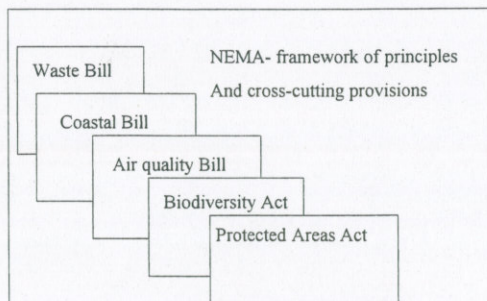 Waste Bill
NEMA- framework of principles
And cross-cutting provisions
Coastal Bill
Air quality Bill
Biodiversity Act
Protected Areas Act